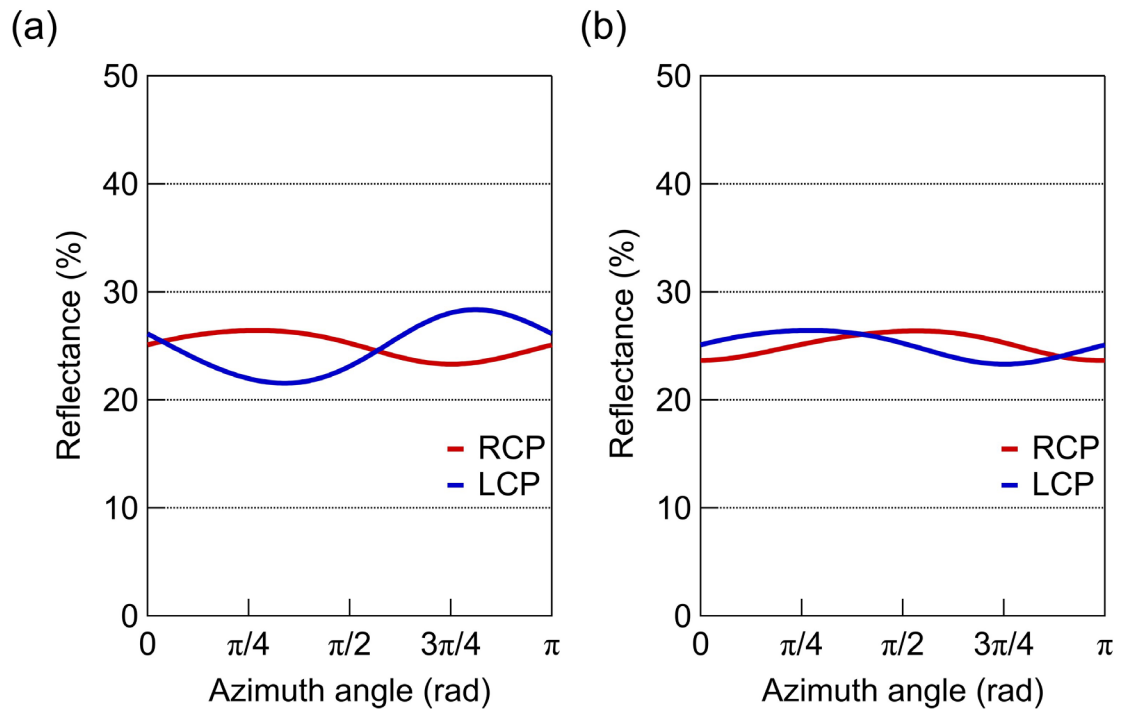 (a)
50
40
30
20
10
0
Reflectance (%)
RCP
LCP
0 π/4 π/2 3π/4 π
Azimuth angle (rad)
(b)
50
40
30
20
10
0
Reflectance (%)
RCP
LCP
0 π/4 π/2 3π/4 π
Azimuth angle (rad)